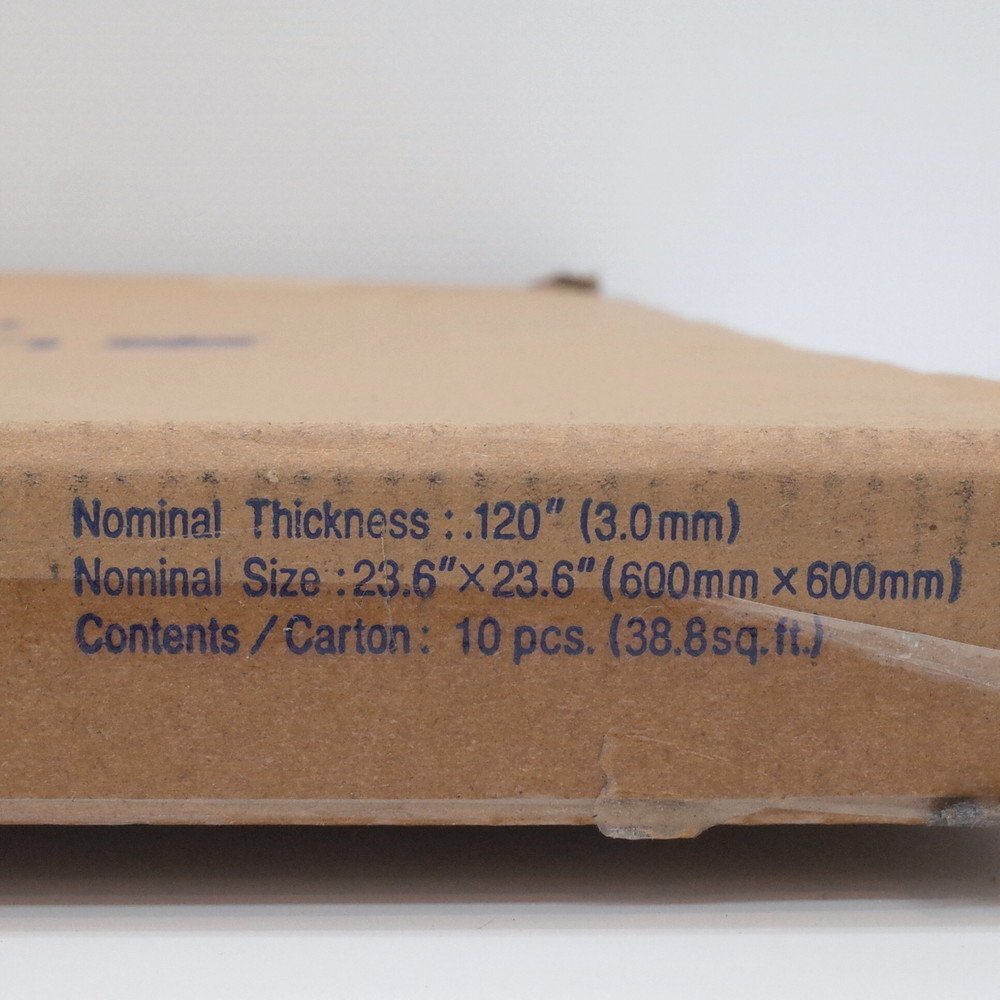 Nominal Thickness : .120" (3.0mm)
Nominal Size : 23.6" × 23.6" (600mm × 600mm)
Contents / Carton : 10 pcs. (38.8sq.ft.)